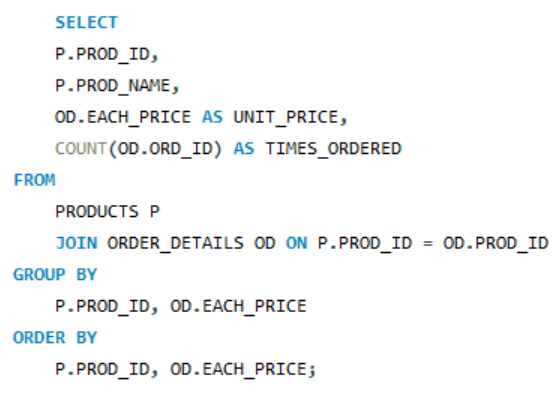 SELECT
P.PROD_ID,
P.PROD_NAME,
OD.EACH_PRICE AS UNIT_PRICE,
COUNT(OD.ORD_ID) AS TIMES_ORDERED
FROM
PRODUCTS P
JOIN ORDER_DETAILS OD ON P.PROD_ID = OD.PROD_ID
GROUP BY
P.PROD_ID, OD.EACH_PRICE
ORDER BY
P.PROD_ID, OD.EACH_PRICE;